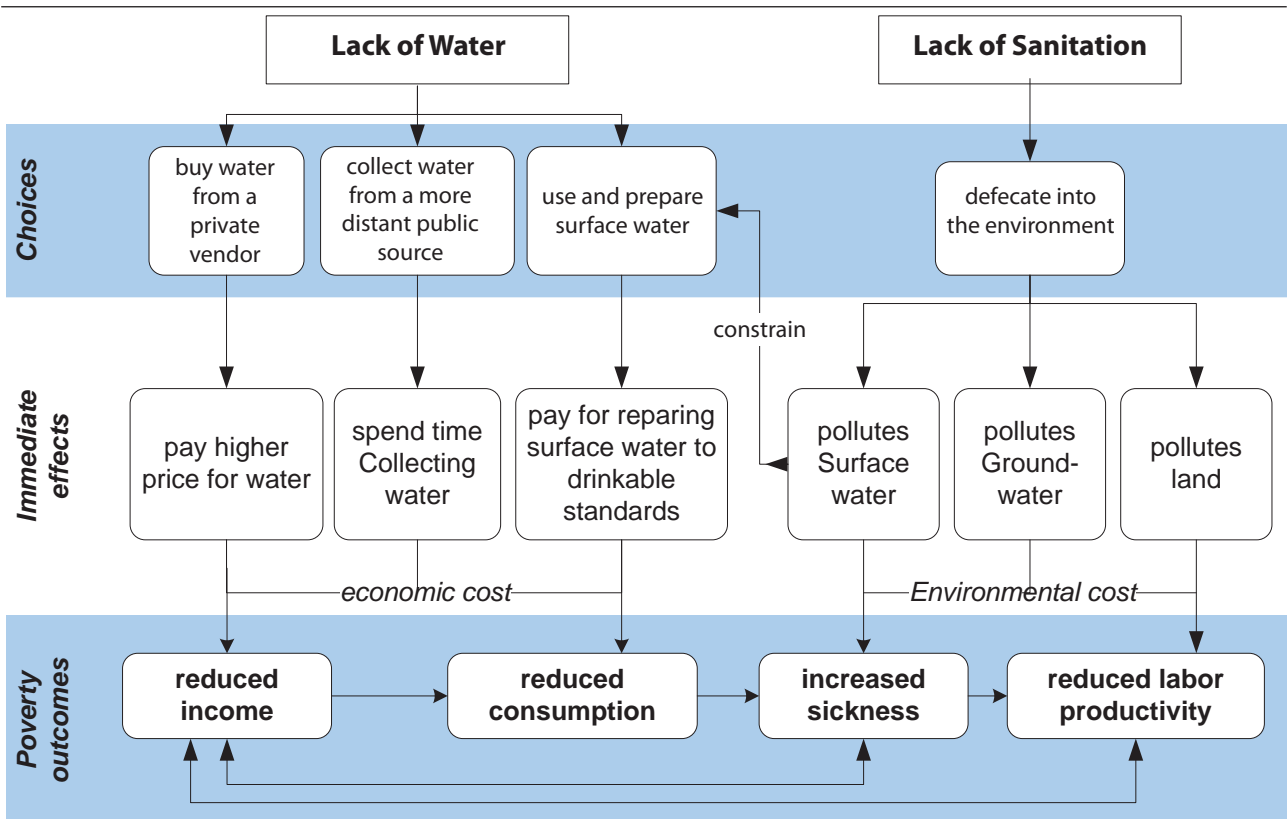 Lack of Water
Lack of Sanitation
Choices
buy water
from a
private
vendor
collect water
from a more
distant public
source
use and prepare
surface water
defecate into
the environment
constrain
Immediate
effects
pay higher
price for water
spend time
Collecting
water
pay for reparing
surface water to
drinkable
standards
pollutes
Surface
water
pollutes
Ground-
water
pollutes
land
economic cost
Environmental cost
Poverty
outcomes
reduced
income
reduced
consumption
increased
sickness
reduced labor
productivity